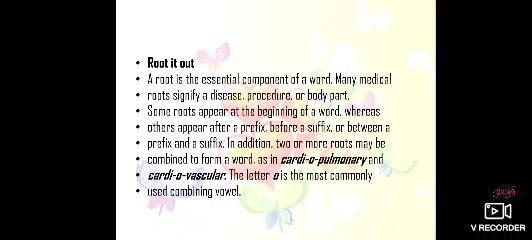 Root it out
A root is the essential component of a word. Many medical
roots signify a disease, procedure, or body part.
Some roots appear at the beginning of a word, whereas
others appear after a prefix, before a suffix, or between a
prefix and a suffix. In addition, two or more roots may be
combined to form a word, as in cardi-o-pulmonary and
cardi-o-vascular. The letter o is the most commonly
used combining vowel.
V RECORDER